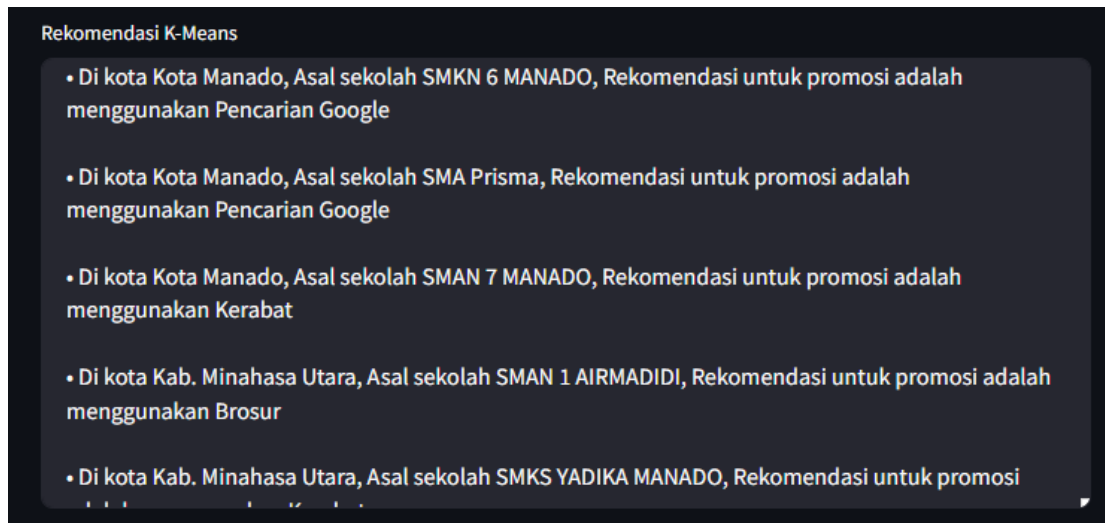 Rekomendasi K-Means
• Di kota Kota Manado, Asal sekolah SMKN 6 MANADO, Rekomendasi untuk promosi adalah
menggunakan Pencarian Google
• Di kota Kota Manado, Asal sekolah SMA Prisma, Rekomendasi untuk promosi adalah
menggunakan Pencarian Google
• Di kota Kota Manado, Asal sekolah SMAN 7 MANADO, Rekomendasi untuk promosi adalah
menggunakan Kerabat
• Di kota Kab. Minahasa Utara, Asal sekolah SMAN 1 AIRMADIDI, Rekomendasi untuk promosi adalah
menggunakan Brosur
• Di kota Kab. Minahasa Utara, Asal sekolah SMKS YADIKA MANADO, Rekomendasi untuk promosi